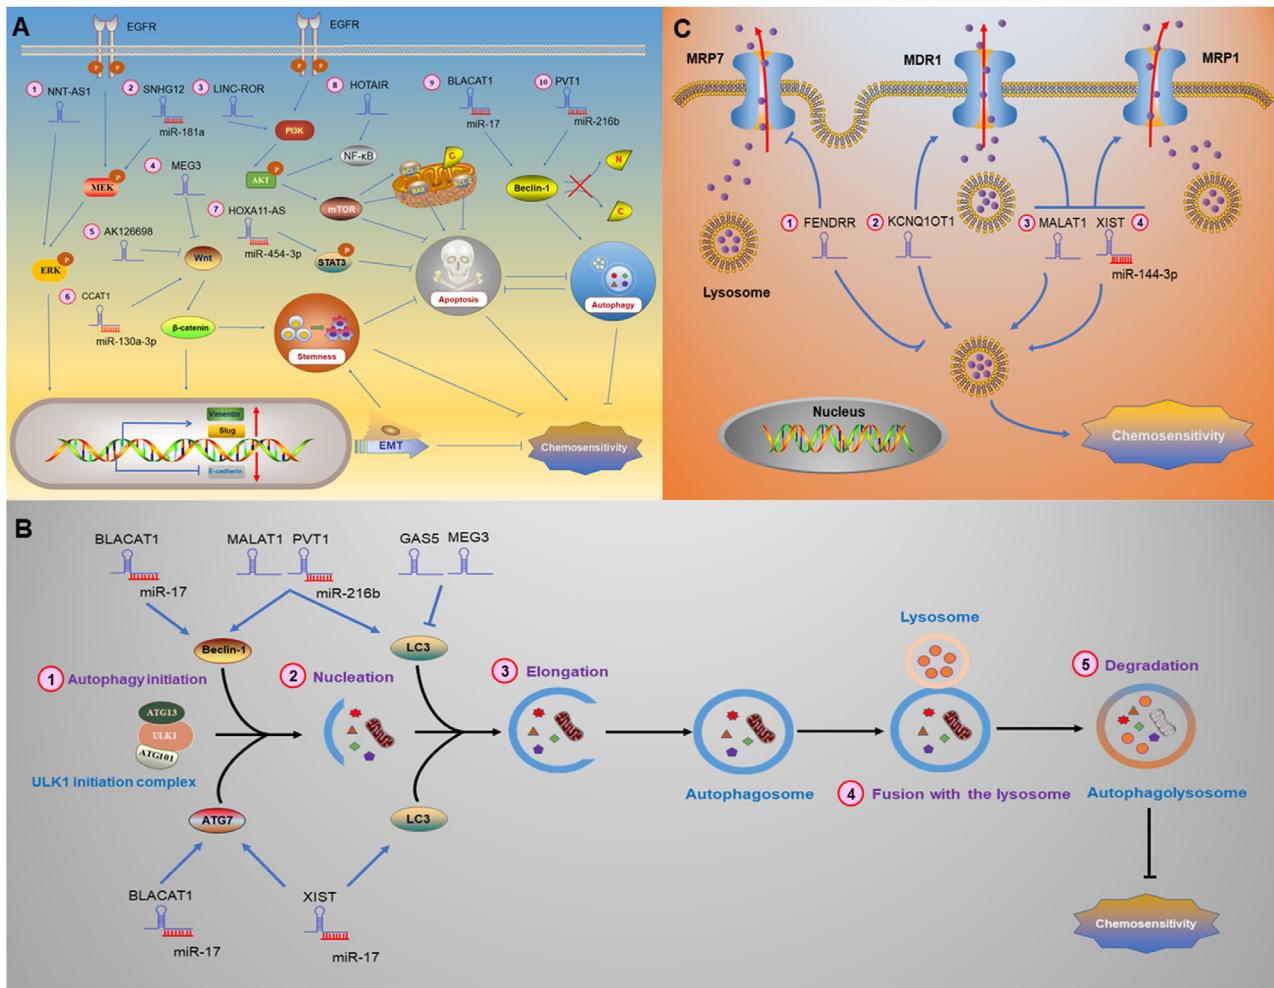 A
EGFR
EGFR
P
P
P
P
1
NNT-AS1
2
SNHG12
miR-181a
3
LINC-ROR
8
HOTAIR
9
BLACAT1
miR-17
10
PVT1
miR-216b
PI3K
NF-κB
4
MEG3
MEK
P
AKT
P
mTOR
BCL-2
C
BAX
BCL-2
Beclin-1
N
C
7
HOXA11-AS
miR-454-3p
5
AK126698
Wnt
STAT3
P
ERK
P
6
CCAT1
miR-130a-3p
β-catenin
Apoptosis
Autophagy
Stemness
Vimentin
Slug
E-cadherin
EMT
Chemosensitivity
C
MRP7
MDR1
MRP1
1
FENDRR
2
KCNQ1OT1
3
MALAT1
XIST
4
miR-144-3p
Lysosome
Nucleus
Chemosensitivity
B
BLACAT1
miR-17
MALAT1
PVT1
miR-216b
GAS5
MEG3
Beclin-1
LC3
Lysosome
1
Autophagy initiation
2
Nucleation
3
Elongation
5
Degradation
ATG13
ULK1
ATG101
ULK1 initiation complex
Autophagosome
4
Fusion with the lysosome
Autophagolysosome
ATG7
LC3
BLACAT1
miR-17
XIST
miR-17
Chemosensitivity